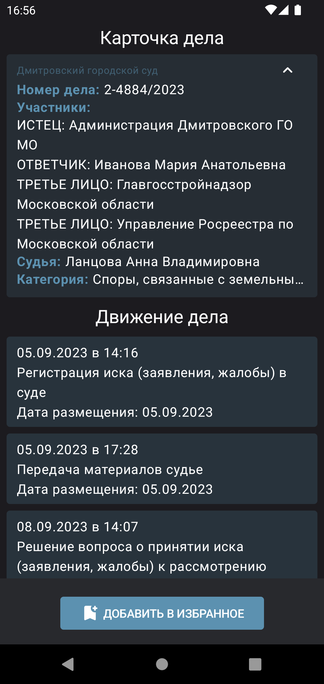 16:56
Карточка дела
Дмитровский городской суд
Номер дела: 2-4884/2023
Участники:
ИСТЕЦ: Администрация Дмитровского ГО
МО
ОТВЕТЧИК: Иванова Мария Анатольевна
ТРЕТЬЕ ЛИЦО: Главгосстройнадзор
Московской области
ТРЕТЬЕ ЛИЦО: Управление Росреестра по
Московской области
Судья: Ланцова Анна Владимировна
Категория: Споры, связанные с земельны…
Движение дела
05.09.2023 в 14:16
Регистрация иска (заявления, жалобы) в
суде
Дата размещения: 05.09.2023
05.09.2023 в 17:28
Передача материалов судье
Дата размещения: 05.09.2023
08.09.2023 в 14:07
Решение вопроса о принятии иска
(заявления, жалобы) к рассмотрению
ДОБАВИТЬ В ИЗБРАННОЕ